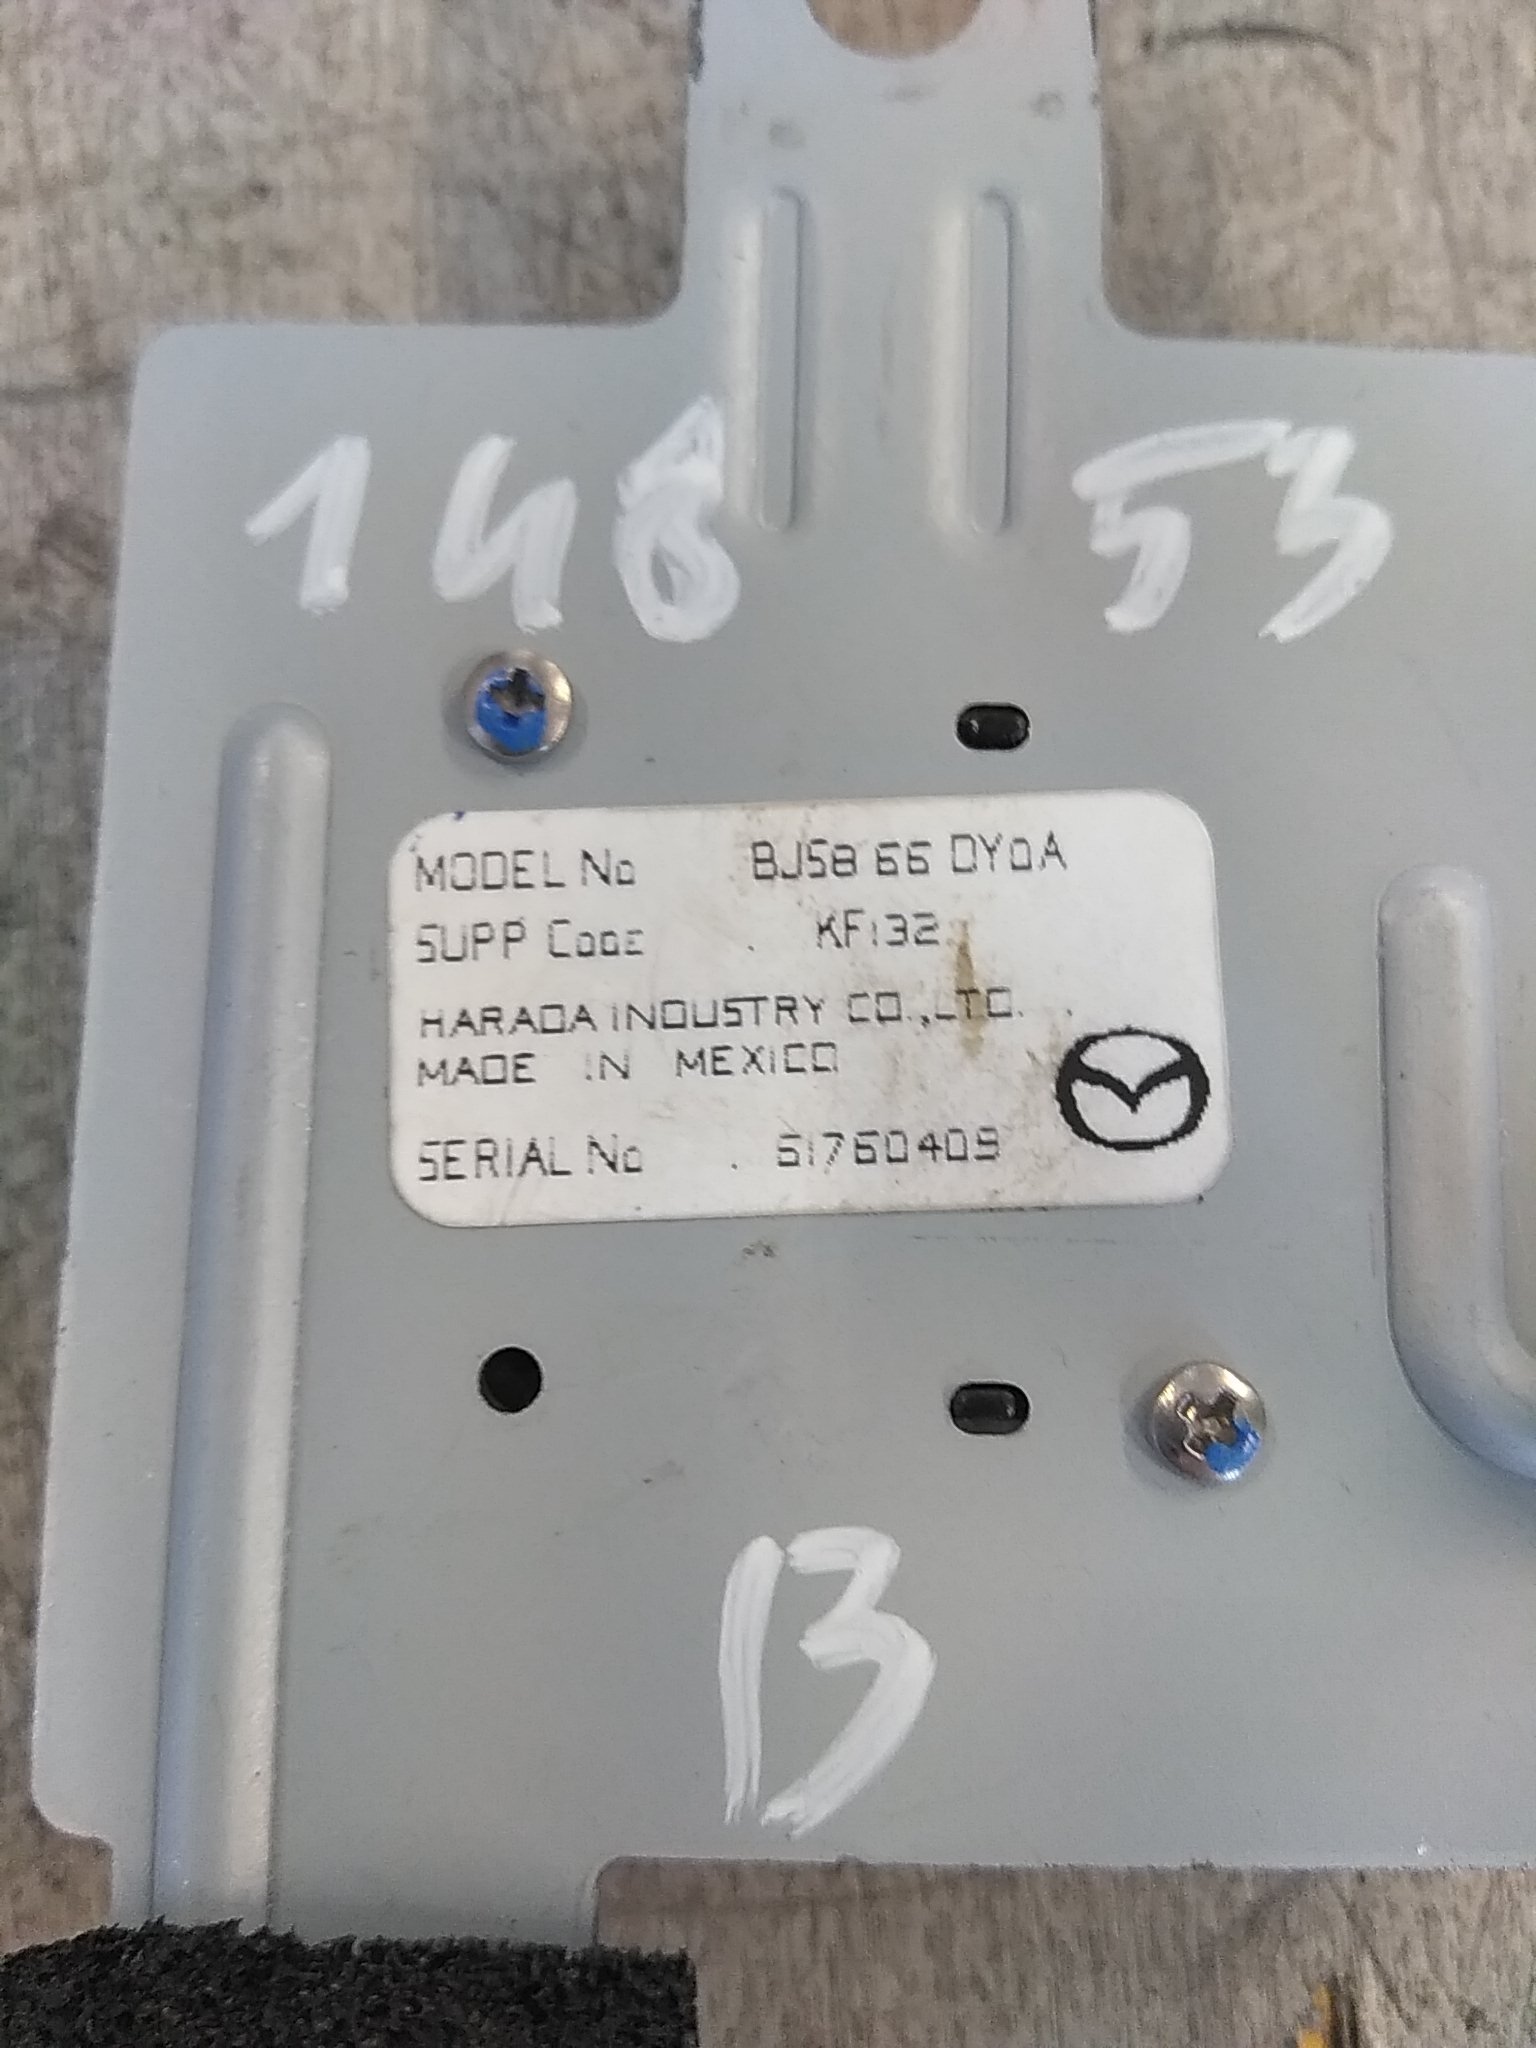 148 53
MODEL No BJS8 66 DY0A
SUPP Code . KF132
HARADA INDUSTRY CO.,LTD.
MADE IN MEXICO
SERIAL No . 61760409
13